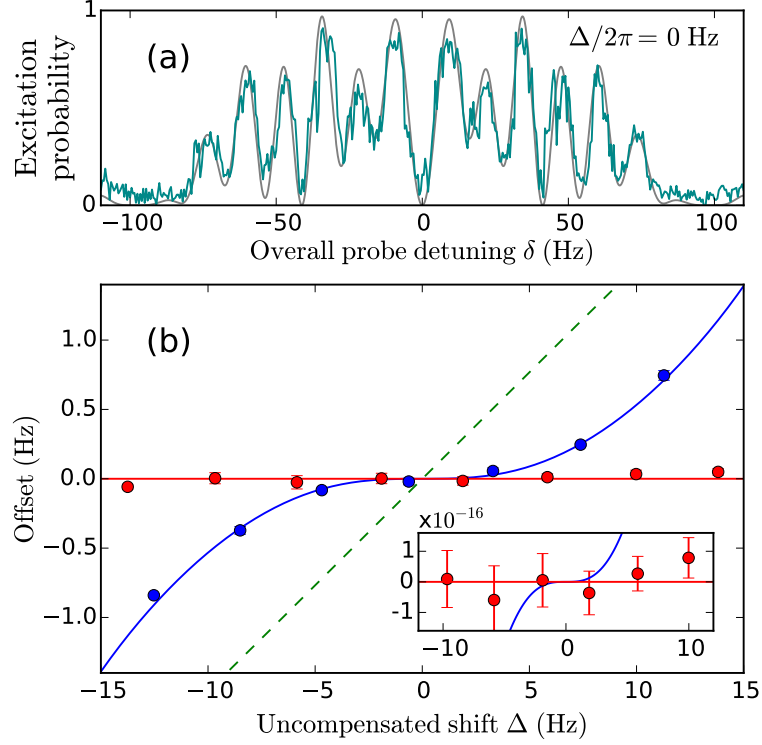 1
(a)
Δ/2π = 0 Hz
Excitation
probability
0
−100 −50 0 50 100
Overall probe detuning δ (Hz)
(b)
1.0
0.5
Offset (Hz)
0.0
−0.5
−1.0
x10⁻¹⁶
1
0
-1
−10 0 10
−15 −10 −5 0 5 10 15
Uncompensated shift Δ (Hz)